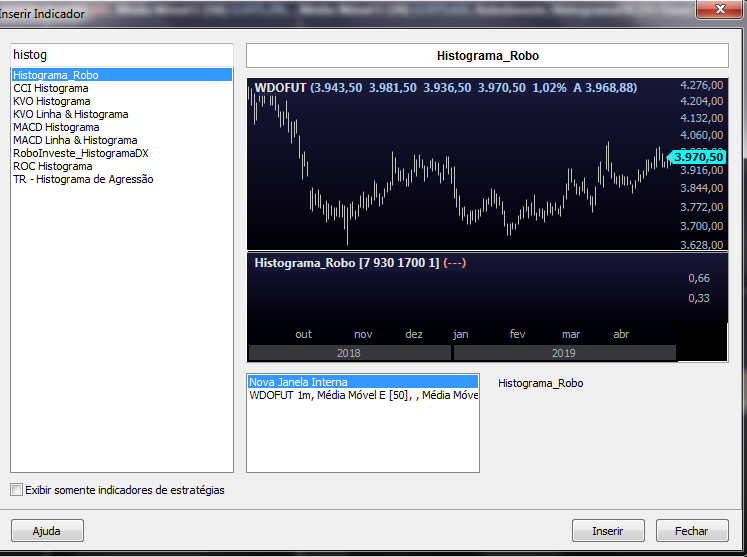 Inserir Indicador
histog
Histograma_Robo
CCI Histograma
KVO Histograma
KVO Linha & Histograma
MACD Histograma
MACD Linha & Histograma
RoboInveste_HistogramaDX
ROC Histograma
TR - Histograma de Agressão
Exibir somente indicadores de estratégias
Histograma_Robo
WDOFUT (3.943,50 3.981,50 3.936,50 3.970,50 1,02% A 3.968,88)
4.276,00
4.204,00
4.132,00
4.060,00
3.970,50
3.916,00
3.844,00
3.772,00
3.700,00
3.628,00
Histograma_Robo [7 930 1700 1] (---)
0,66
0,33
out nov dez jan fev mar abr
2018 2019
Nova Janela Interna
WDOFUT 1m, Média Móvel E [50], , Média Móve
Histograma_Robo
Ajuda
Inserir
Fechar